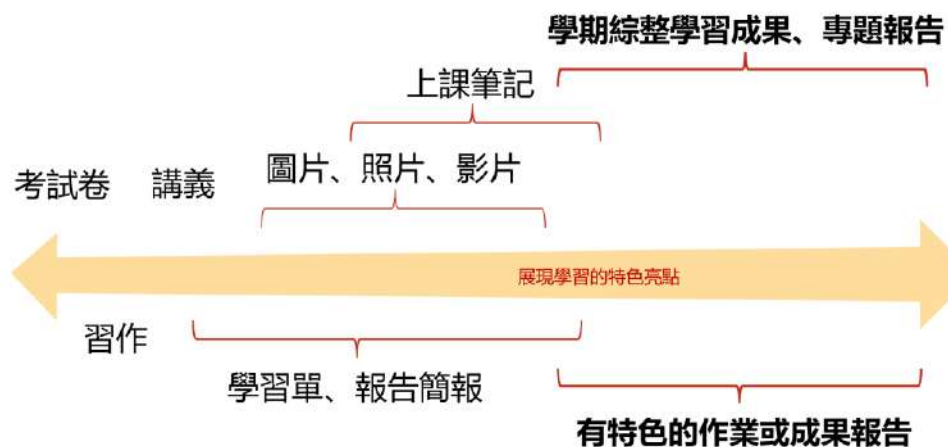 學期綜整學習成果、專題報告
上課筆記
圖片、照片、影片
考試卷 講義
展現學習的特色亮點
習作
學習單、報告簡報
有特色的作業或成果報告